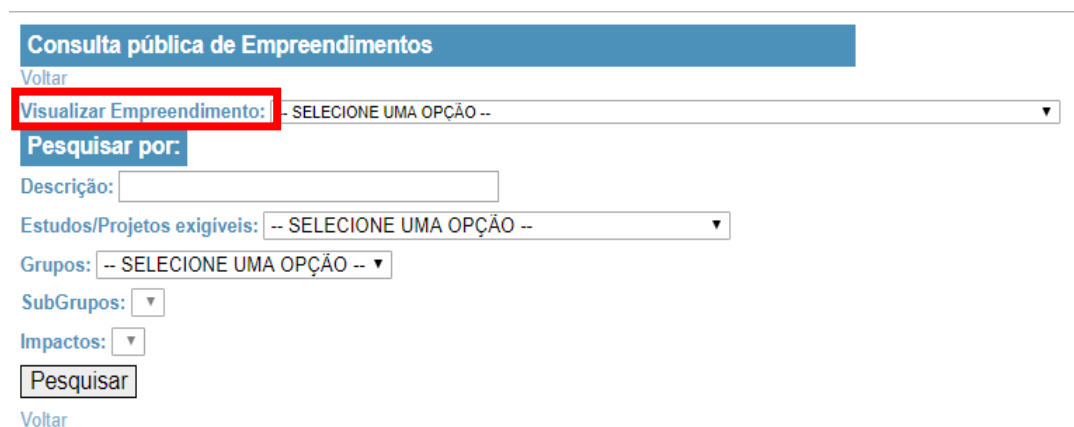 Consulta pública de Empreendimentos
Voltar
Visualizar Empreendimento: -- SELECIONE UMA OPÇÃO --
Pesquisar por:
Descrição:
Estudos/Projetos exigíveis: -- SELECIONE UMA OPÇÃO --
Grupos: -- SELECIONE UMA OPÇÃO --
SubGrupos:
Impactos:
Pesquisar
Voltar